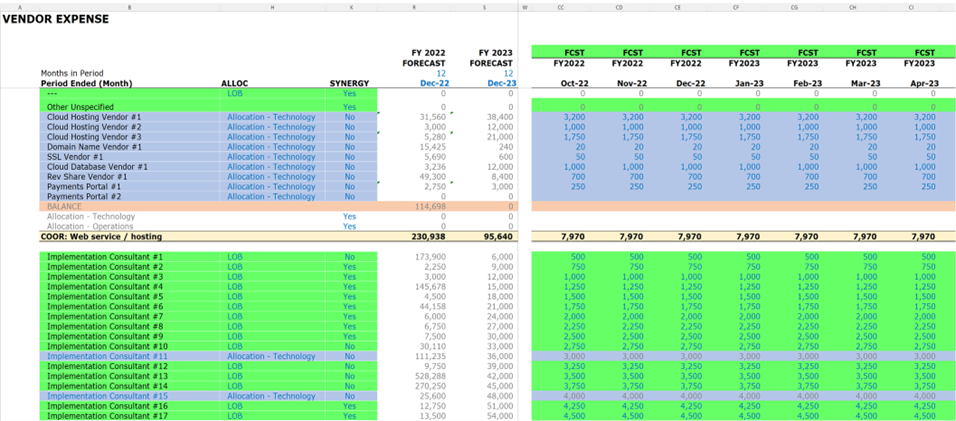 A B H K R S W CC CD CE CF CG CH CI
VENDOR EXPENSE
FY 2022 FY 2023 FCST FCST FCST FCST FCST FCST FCST
FORECAST FORECAST FY2022 FY2022 FY2022 FY2023 FY2023 FY2023 FY2023
Months in Period 12 12
Period Ended (Month) ALLOC SYNERGY Dec-22 Dec-23 Oct-22 Nov-22 Dec-22 Jan-23 Feb-23 Mar-23 Apr-23
--- LOB Yes 0 0 0 0 0 0 0 0 0
Other Unspecified Yes 0 0 0 0 0 0 0 0 0
Cloud Hosting Vendor #1 Allocation - Technology No 31,560 38,400 3,200 3,200 3,200 3,200 3,200 3,200 3,200
Cloud Hosting Vendor #2 Allocation - Technology No 3,000 12,000 1,000 1,000 1,000 1,000 1,000 1,000 1,000
Cloud Hosting Vendor #3 Allocation - Technology No 5,280 21,000 1,750 1,750 1,750 1,750 1,750 1,750 1,750
Domain Name Vendor #1 Allocation - Technology No 15,425 240 20 20 20 20 20 20 20
SSL Vendor #1 Allocation - Technology No 5,690 600 50 50 50 50 50 50 50
Cloud Database Vendor #1 Allocation - Technology No 3,236 12,000 1,000 1,000 1,000 1,000 1,000 1,000 1,000
Rev Share Vendor #1 Allocation - Technology No 49,300 8,400 700 700 700 700 700 700 700
Payments Portal #1 Allocation - Technology No 2,750 3,000 250 250 250 250 250 250 250
Payments Portal #2 Allocation - Technology No 0 0
BALANCE 114,698 0
Allocation - Technology Yes 0 0
Allocation - Operations Yes 0 0
COOR: Web service / hosting 230,938 95,640 7,970 7,970 7,970 7,970 7,970 7,970 7,970
Implementation Consultant #1 LOB No 173,900 6,000 500 500 500 500 500 500 500
Implementation Consultant #2 LOB Yes 2,250 9,000 750 750 750 750 750 750 750
Implementation Consultant #3 LOB Yes 3,000 12,000 1,000 1,000 1,000 1,000 1,000 1,000 1,000
Implementation Consultant #4 LOB Yes 145,678 15,000 1,250 1,250 1,250 1,250 1,250 1,250 1,250
Implementation Consultant #5 LOB Yes 4,500 18,000 1,500 1,500 1,500 1,500 1,500 1,500 1,500
Implementation Consultant #6 LOB Yes 44,158 21,000 1,750 1,750 1,750 1,750 1,750 1,750 1,750
Implementation Consultant #7 LOB Yes 6,000 24,000 2,000 2,000 2,000 2,000 2,000 2,000 2,000
Implementation Consultant #8 LOB Yes 6,750 27,000 2,250 2,250 2,250 2,250 2,250 2,250 2,250
Implementation Consultant #9 LOB Yes 7,500 30,000 2,500 2,500 2,500 2,500 2,500 2,500 2,500
Implementation Consultant #10 LOB No 30,110 33,000 2,750 2,750 2,750 2,750 2,750 2,750 2,750
Implementation Consultant #11 Allocation - Technology No 111,235 36,000 3,000 3,000 3,000 3,000 3,000 3,000 3,000
Implementation Consultant #12 LOB No 9,750 39,000 3,250 3,250 3,250 3,250 3,250 3,250 3,250
Implementation Consultant #13 LOB No 528,288 42,000 3,500 3,500 3,500 3,500 3,500 3,500 3,500
Implementation Consultant #14 LOB No 270,250 45,000 3,750 3,750 3,750 3,750 3,750 3,750 3,750
Implementation Consultant #15 Allocation - Technology No 25,600 48,000 4,000 4,000 4,000 4,000 4,000 4,000 4,000
Implementation Consultant #16 LOB Yes 12,750 51,000 4,250 4,250 4,250 4,250 4,250 4,250 4,250
Implementation Consultant #17 LOB Yes 13,500 54,000 4,500 4,500 4,500 4,500 4,500 4,500 4,500